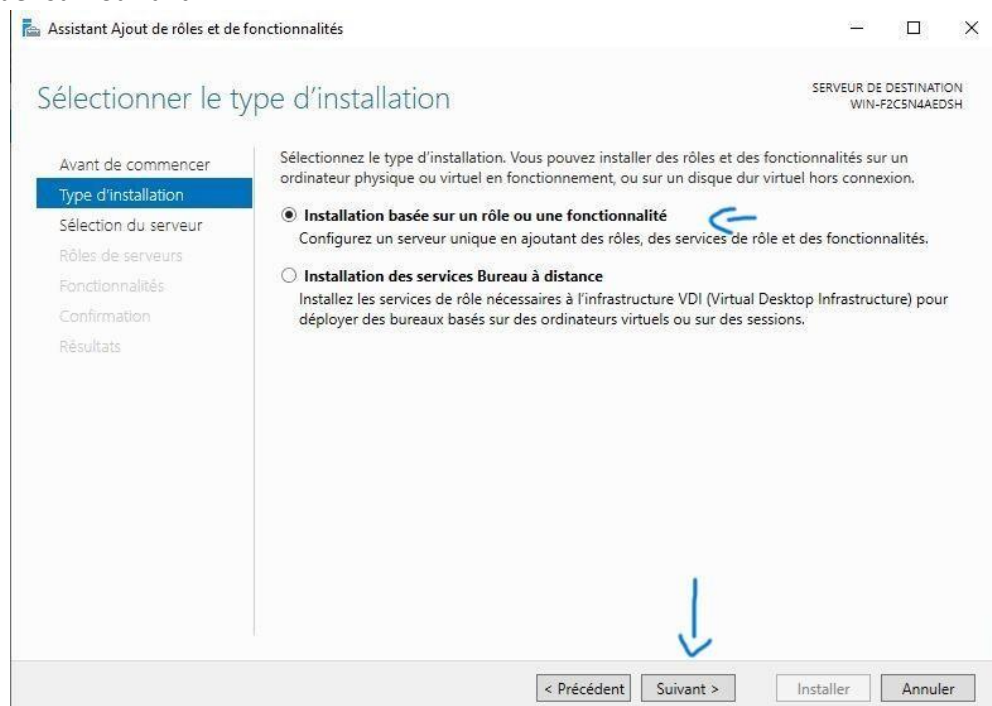 Assistant Ajout de rôles et de fonctionnalités
Sélectionner le type d'installation
SERVEUR DE DESTINATION
WIN-F2C5N4AEDSH
Avant de commencer
Type d'installation
Sélection du serveur
Rôles de serveurs
Fonctionnalités
Confirmation
Résultats
Sélectionnez le type d'installation. Vous pouvez installer des rôles et des fonctionnalités sur un
ordinateur physique ou virtuel en fonctionnement, ou sur un disque dur virtuel hors connexion.
Installation basée sur un rôle ou une fonctionnalité
Configurez un serveur unique en ajoutant des rôles, des services de rôle et des fonctionnalités.
Installation des services Bureau à distance
Installez les services de rôle nécessaires à l'infrastructure VDI (Virtual Desktop Infrastructure) pour
déployer des bureaux basés sur des ordinateurs virtuels ou sur des sessions.
< Précédent
Suivant >
Installer
Annuler